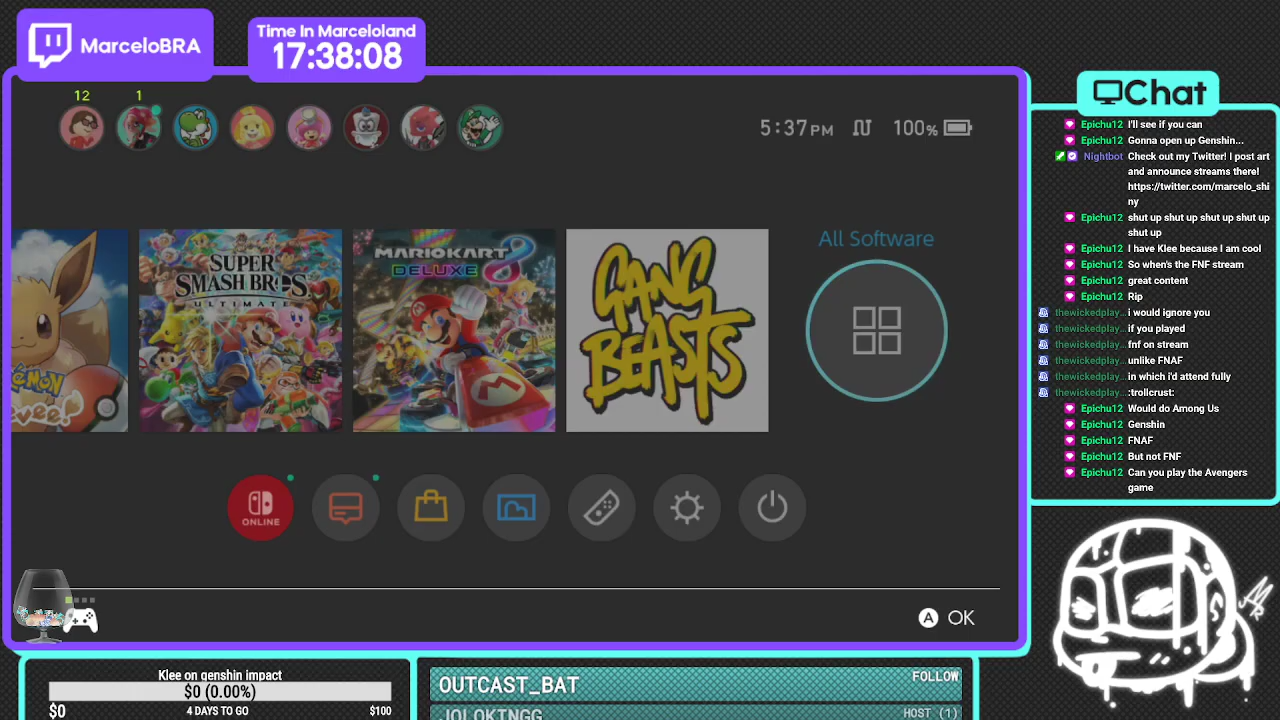 MarceloBRA
Time In Marceloland
17:38:08
Chat
12
1
5:37 PM
100%
Epichu12 I'll see if you can
Epichu12 Gonna open up Genshin...
Nightbot Check out my Twitter! I post art
and announce streams there!
https://twitter.com/marcelo_shi
ny
Epichu12 shut up shut up shut up shut up
shut up
Epichu12 I have Klee because I am cool
Epichu12 So when's the FNF stream
Epichu12 great content
Epichu12 Rip
thewickedplay... i would ignore you
thewickedplay... if you played
thewickedplay... fnf on stream
thewickedplay... unlike FNAF
thewickedplay... in which i'd attend fully
thewickedplay... :trollcrust:
Epichu12 Would do Among Us
Epichu12 Genshin
Epichu12 FNAF
Epichu12 But not FNF
Epichu12 Can you play the Avengers
game
All Software
POKÉMON
SUPER
SMASH BROS.
ULTIMATE
MARIOKART 8
DELUXE
GANG
BEASTS
ONLINE
A OK
Klee on genshin impact
$0 (0.00%)
$0 4 DAYS TO GO $100
OUTCAST_BAT FOLLOW
HOST (1)